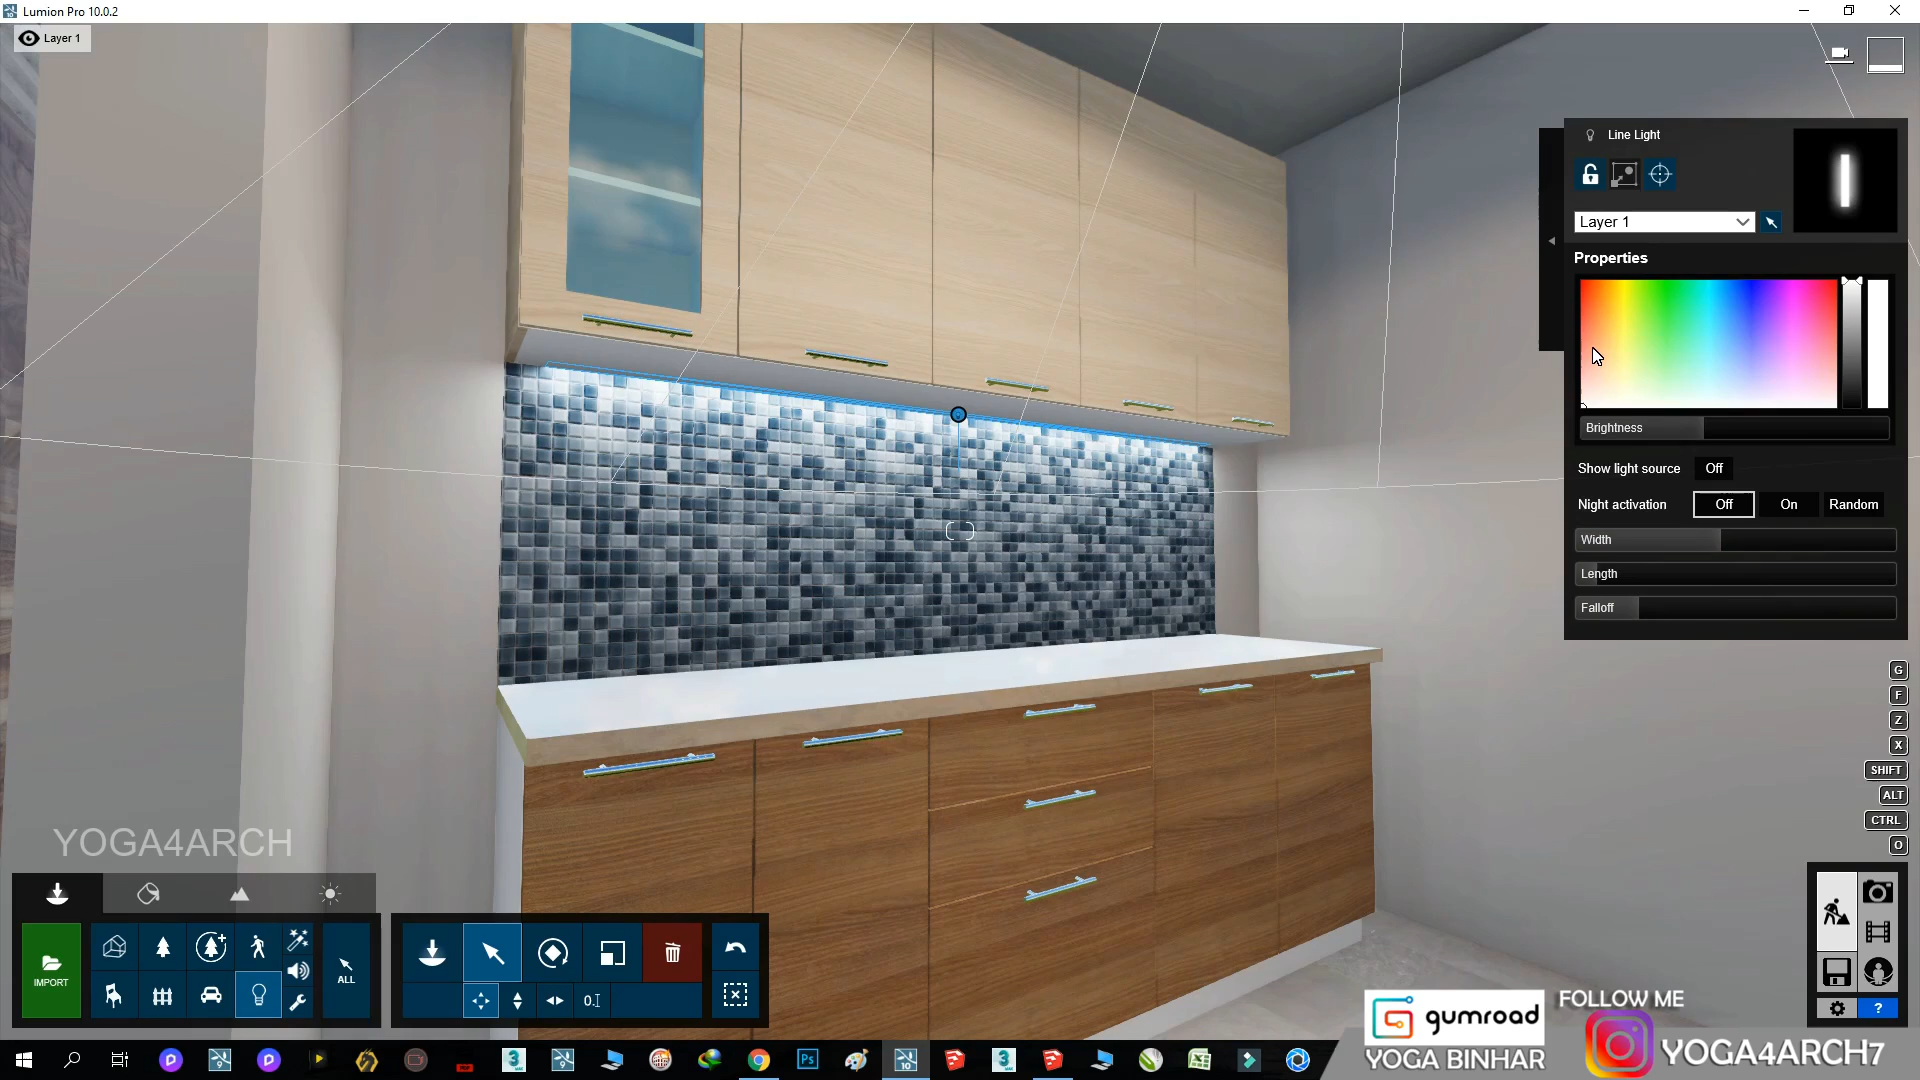 Lumion Pro 10.0.2
Layer 1
Line Light
Layer 1
Properties
Brightness
Show light source Off
Night activation Off On Random
Width
Length
Falloff
G
F
Z
X
SHIFT
ALT
CTRL
O
YOGA4ARCH
IMPORT
ALL
?
gumroad
YOGA BINHAR
FOLLOW ME
YOGA4ARCH7
Ps